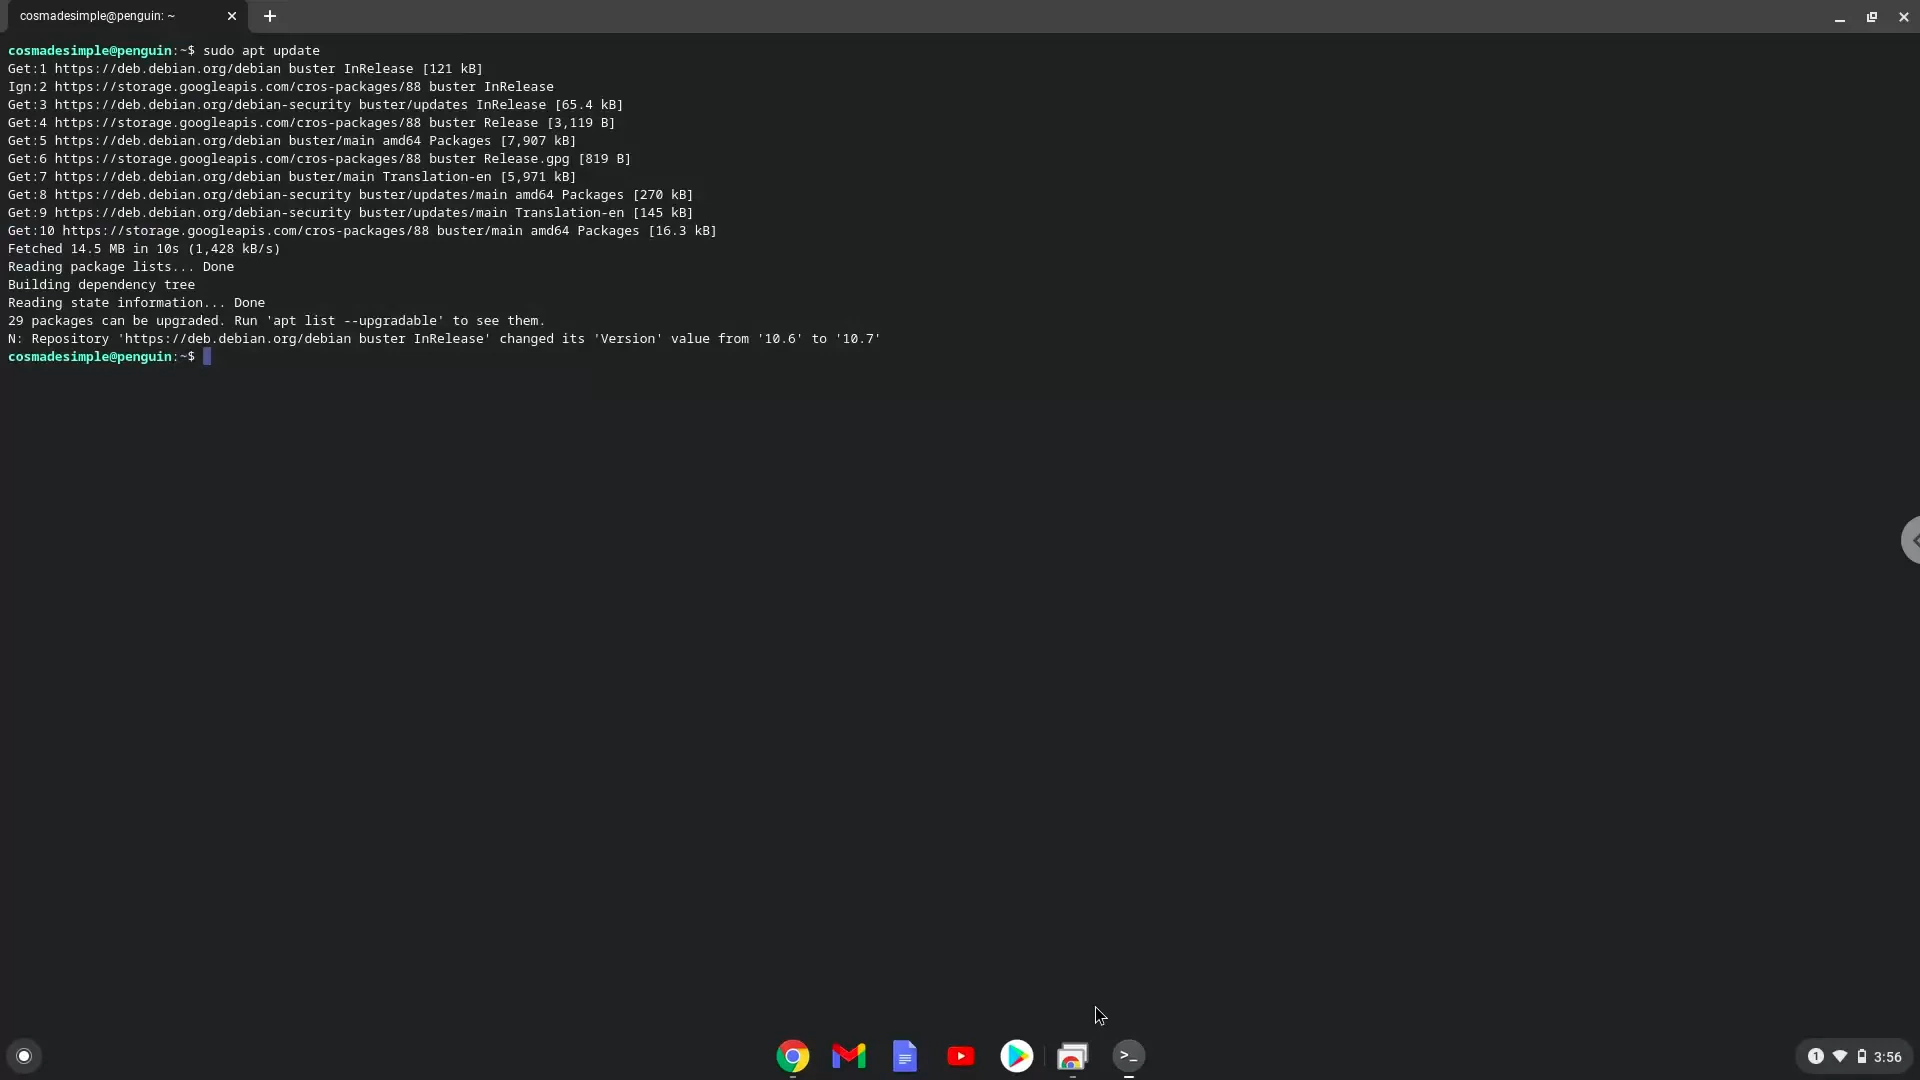 cosmadesimple@penguin: ~
cosmadesimple@penguin:~$ sudo apt update
Get:1 https://deb.debian.org/debian buster InRelease [121 kB]
Ign:2 https://storage.googleapis.com/cros-packages/88 buster InRelease
Get:3 https://deb.debian.org/debian-security buster/updates InRelease [65.4 kB]
Get:4 https://storage.googleapis.com/cros-packages/88 buster Release [3,119 B]
Get:5 https://deb.debian.org/debian buster/main amd64 Packages [7,907 kB]
Get:6 https://storage.googleapis.com/cros-packages/88 buster Release.gpg [819 B]
Get:7 https://deb.debian.org/debian buster/main Translation-en [5,971 kB]
Get:8 https://deb.debian.org/debian-security buster/updates/main amd64 Packages [270 kB]
Get:9 https://deb.debian.org/debian-security buster/updates/main Translation-en [145 kB]
Get:10 https://storage.googleapis.com/cros-packages/88 buster/main amd64 Packages [16.3 kB]
Fetched 14.5 MB in 10s (1,428 kB/s)
Reading package lists... Done
Building dependency tree
Reading state information... Done
29 packages can be upgraded. Run 'apt list --upgradable' to see them.
N: Repository 'https://deb.debian.org/debian buster InRelease' changed its 'Version' value from '10.6' to '10.7'
cosmadesimple@penguin:~$
>_
1 3:56